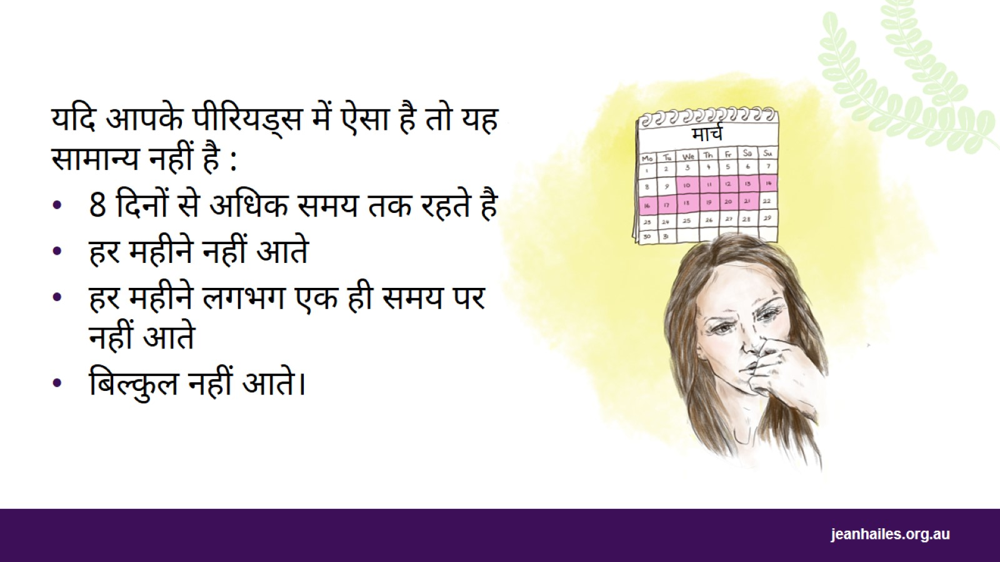 यदि आपके पीरियड्स में ऐसा है तो यह
सामान्य नहीं है :
• 8 दिनों से अधिक समय तक रहते है
• हर महीने नहीं आते
• हर महीने लगभग एक ही समय पर
नहीं आते
• बिल्कुल नहीं आते।
मार्च
Mo Tu We Th Fr Sa Su
1 2 3 4 5 6 7
8 9 10 11 12 13 14
16 17 18 19 20 21 22
23 24 25 26 27 28 29
30 31
jeanhailes.org.au